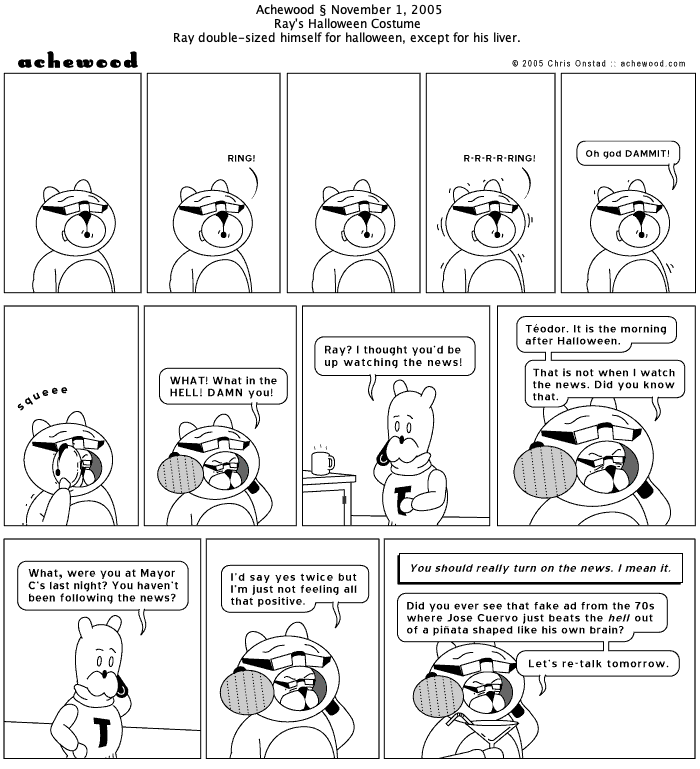 Achewood § November 1, 2005
Ray's Halloween Costume
Ray double-sized himself for halloween, except for his liver.
achewood
© 2005 Chris Onstad :: achewood.com
RING!
R-R-R-R-RING!
Oh god DAMMIT!
squeee
WHAT! What in the
HELL! DAMN you!
Ray? I thought you'd be
up watching the news!
Téodor. It is the morning
after Halloween.
That is not when I watch
the news. Did you know
that.
T
What, were you at Mayor
C's last night? You haven't
been following the news?
T
I'd say yes twice but
I'm just not feeling all
that positive.
You should really turn on the news. I mean it.
Did you ever see that fake ad from the 70s
where Jose Cuervo just beats the hell out
of a piñata shaped like his own brain?
Let's re-talk tomorrow.